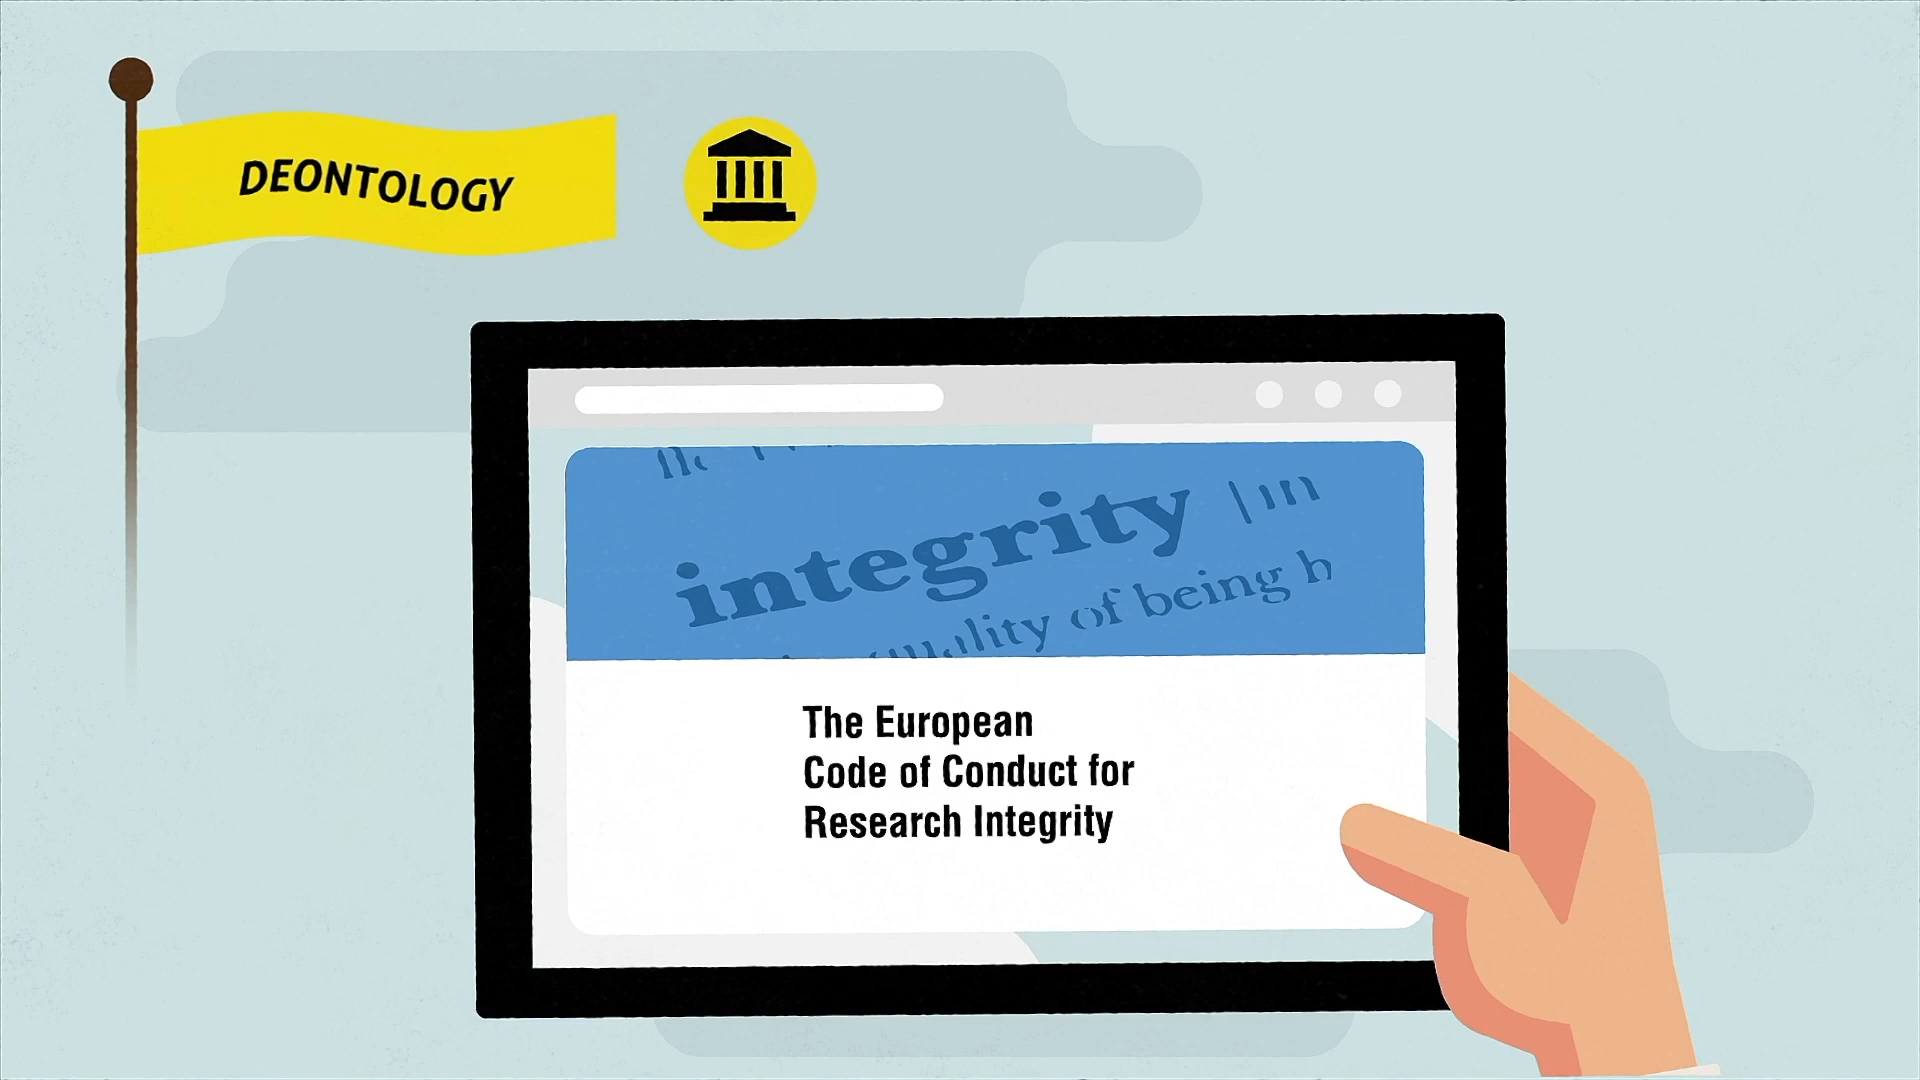 DEONTOLOGY
integrity
of being
The European
Code of Conduct for
Research Integrity